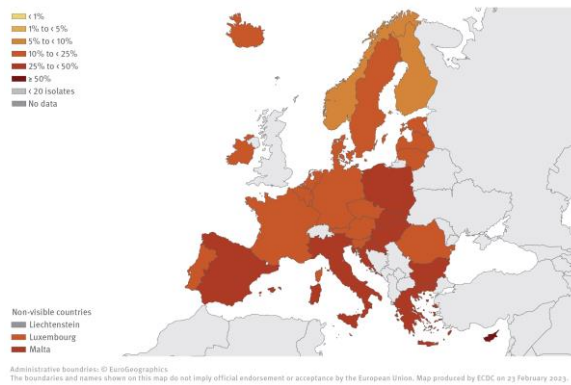 < 1%
1% to < 5%
5% to < 10%
10% to < 25%
25% to < 50%
≥ 50%
< 20 isolates
No data
Non-visible countries
Liechtenstein
Luxembourg
Malta
Administrative boundries: © EuroGeographics
The boundaries and names shown on this map do not imply official endorsement or acceptance by the European Union. Map produced by ECDC on 23 February 2023.